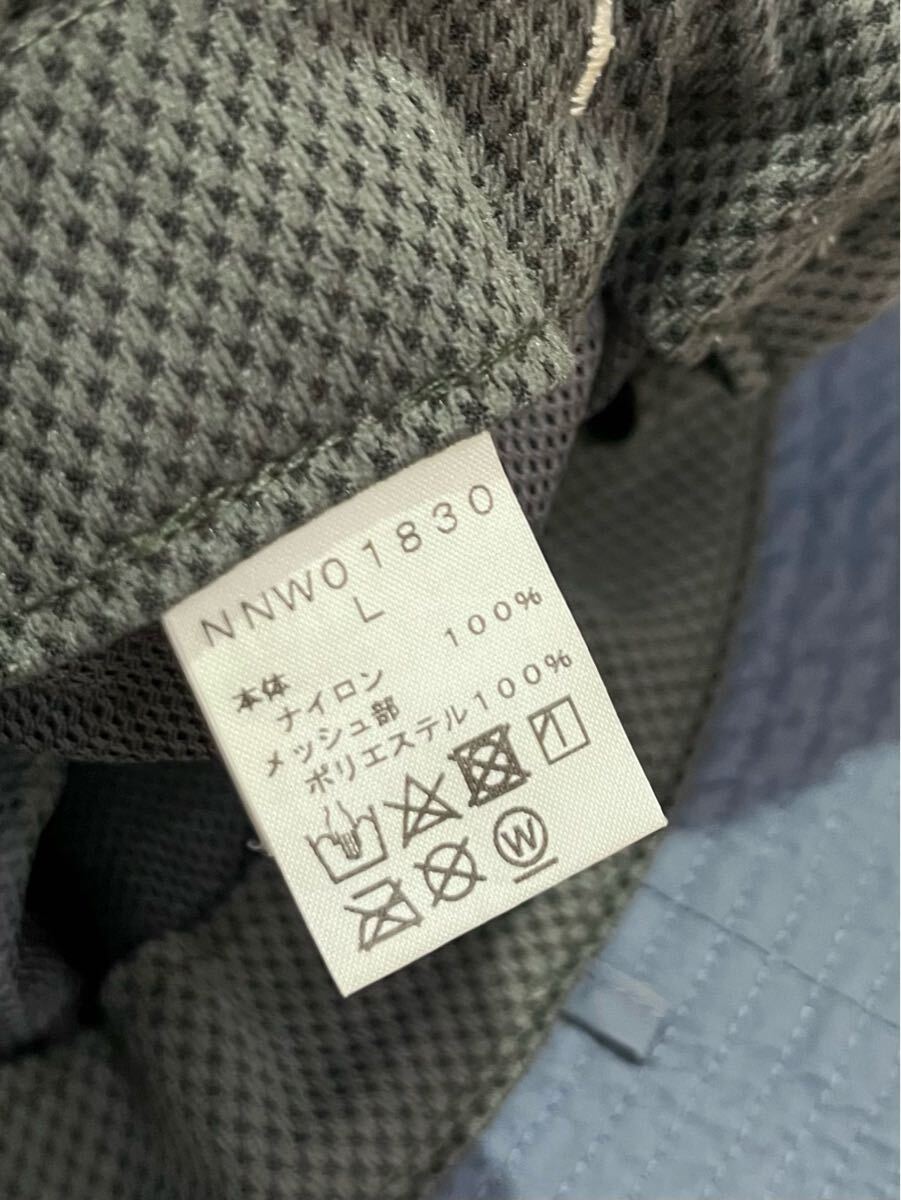 NNW01830
L
本体
ナイロン 100%
メッシュ部
ポリエステル100%
W